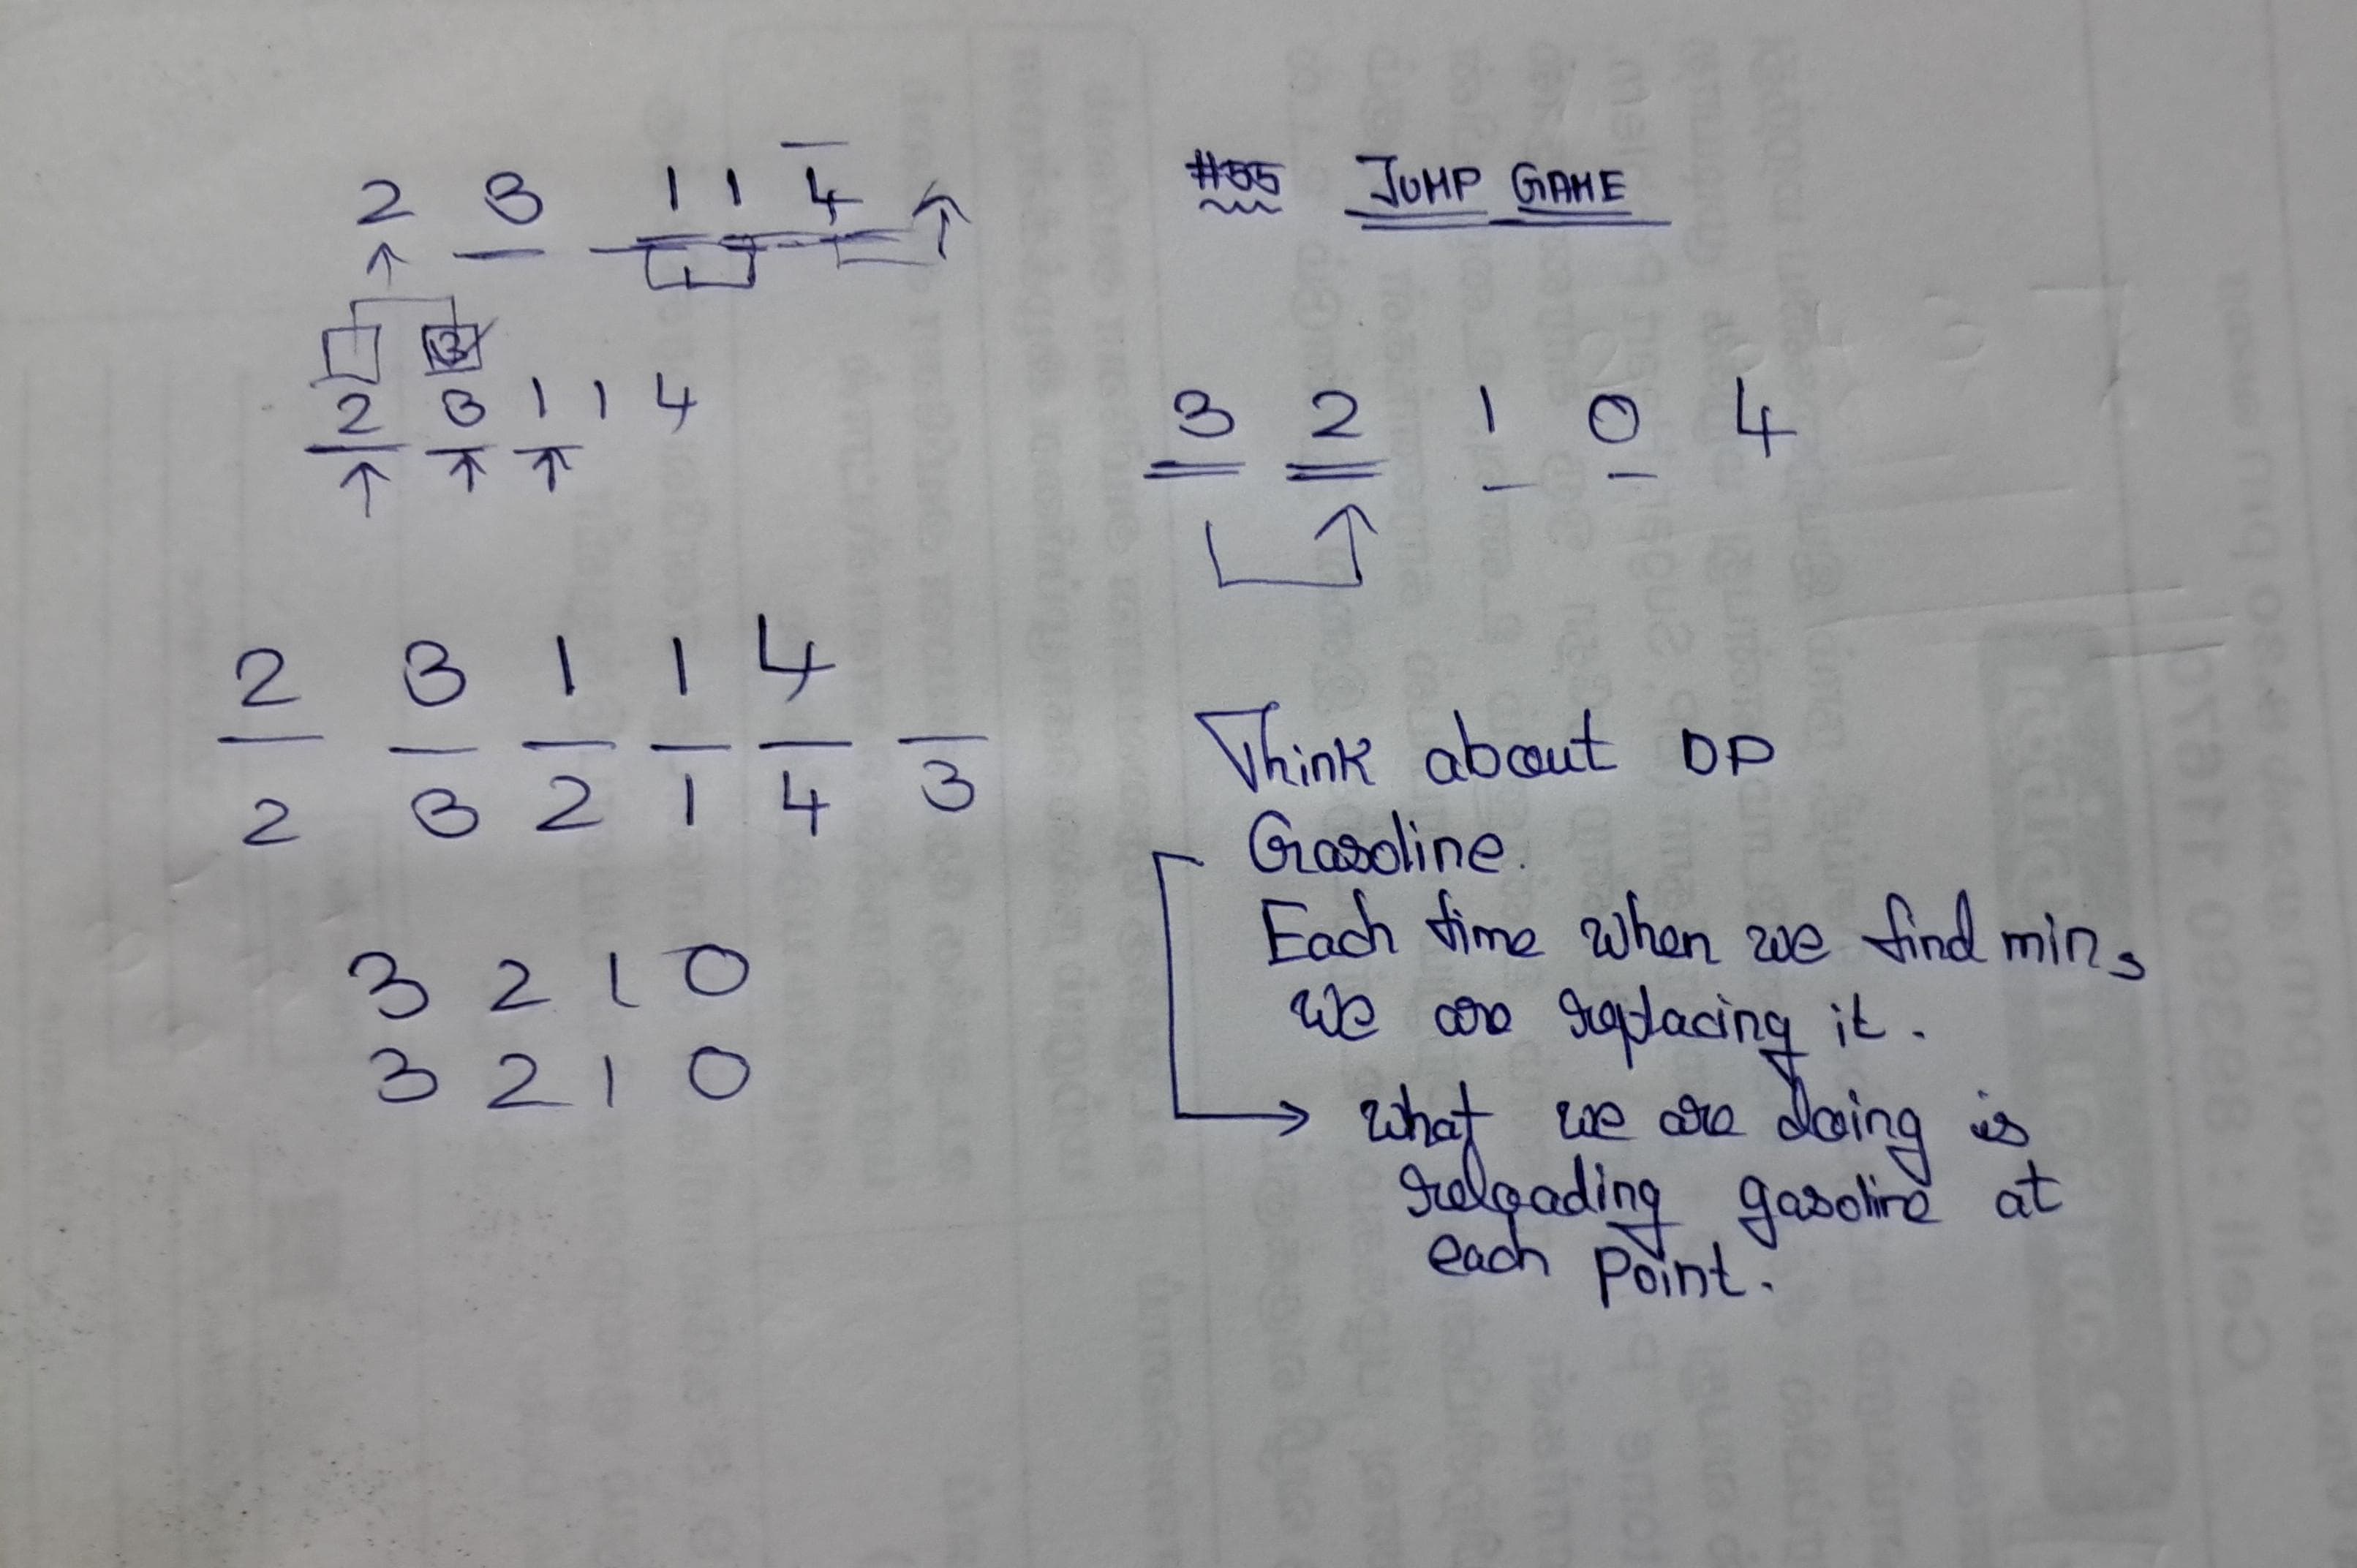 2 3 1 1 4
3
2 3 1 1 4
2 3 1 1 4
2 3 2 1 4 3
3 2 1 0
3 2 1 0
#55 JUMP GAME
3 2 1 0 4
Think about DP
Gasoline.
Each time when we find min,
we are replacing it.
what we are doing is
reloading gasoline at
each point.